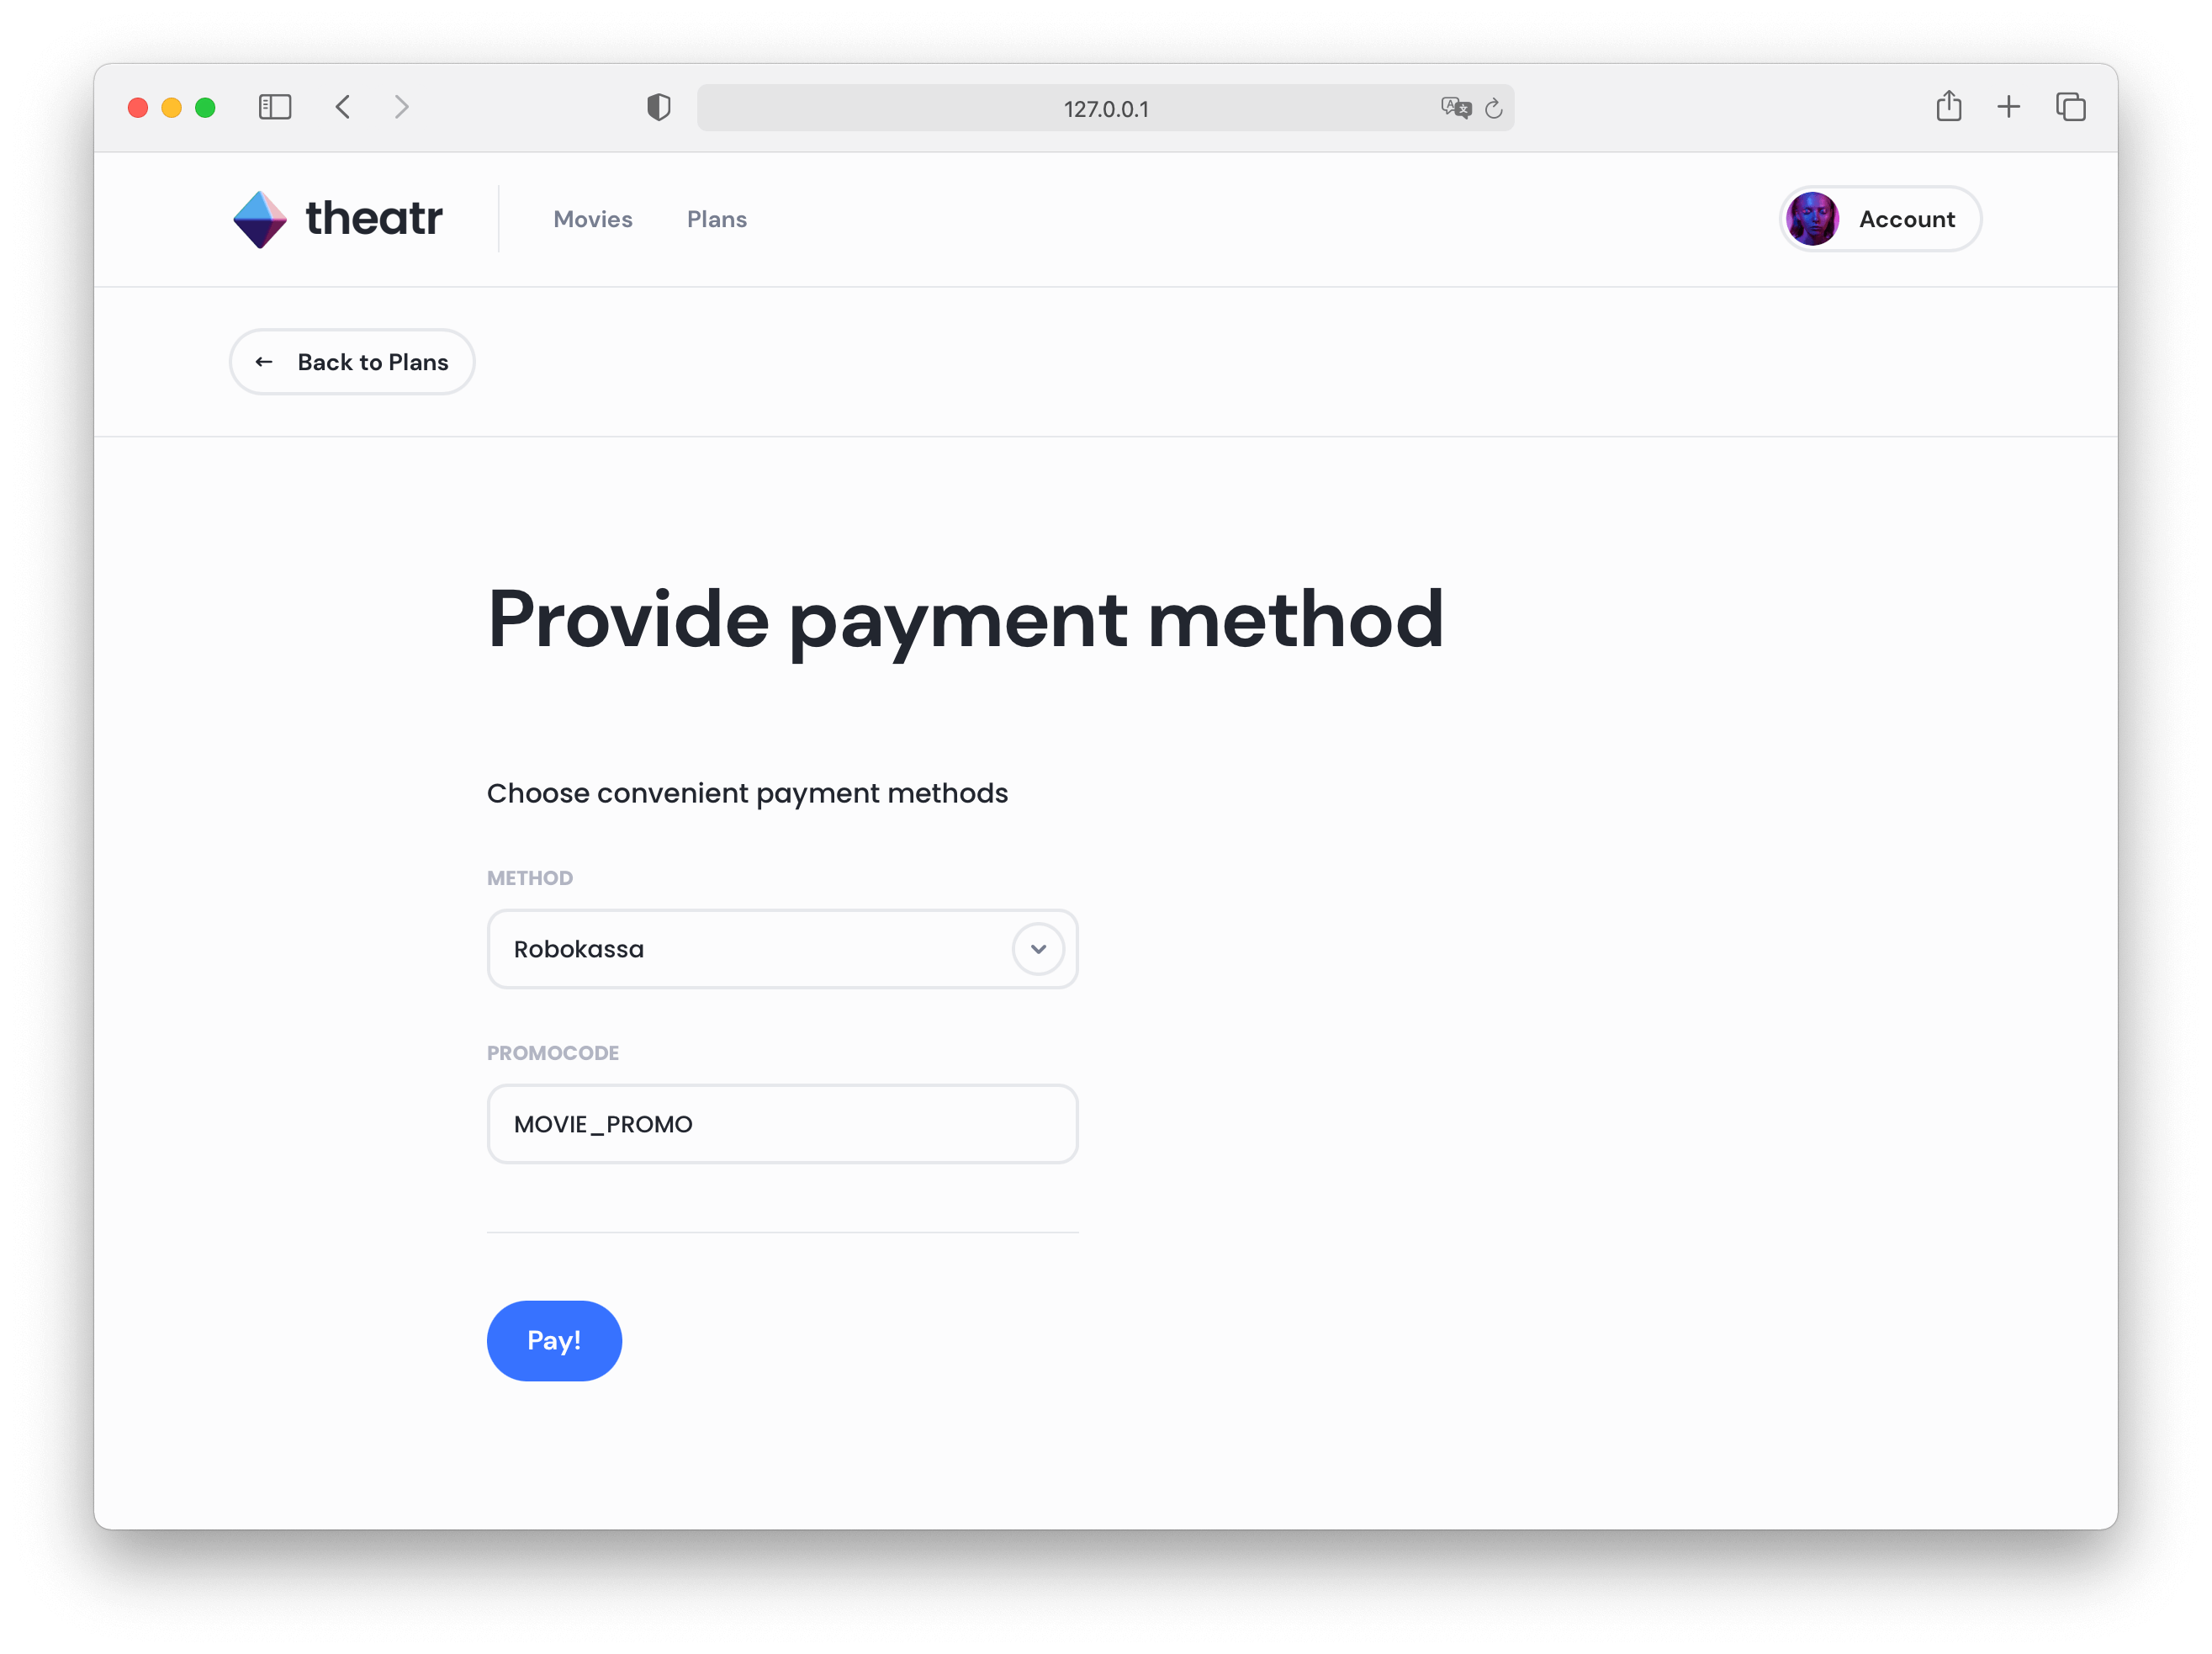 127.0.0.1
theatr
Movies
Plans
Account
← Back to Plans
Provide payment method
Choose convenient payment methods
METHOD
Robokassa
PROMOCODE
MOVIE_PROMO
Pay!